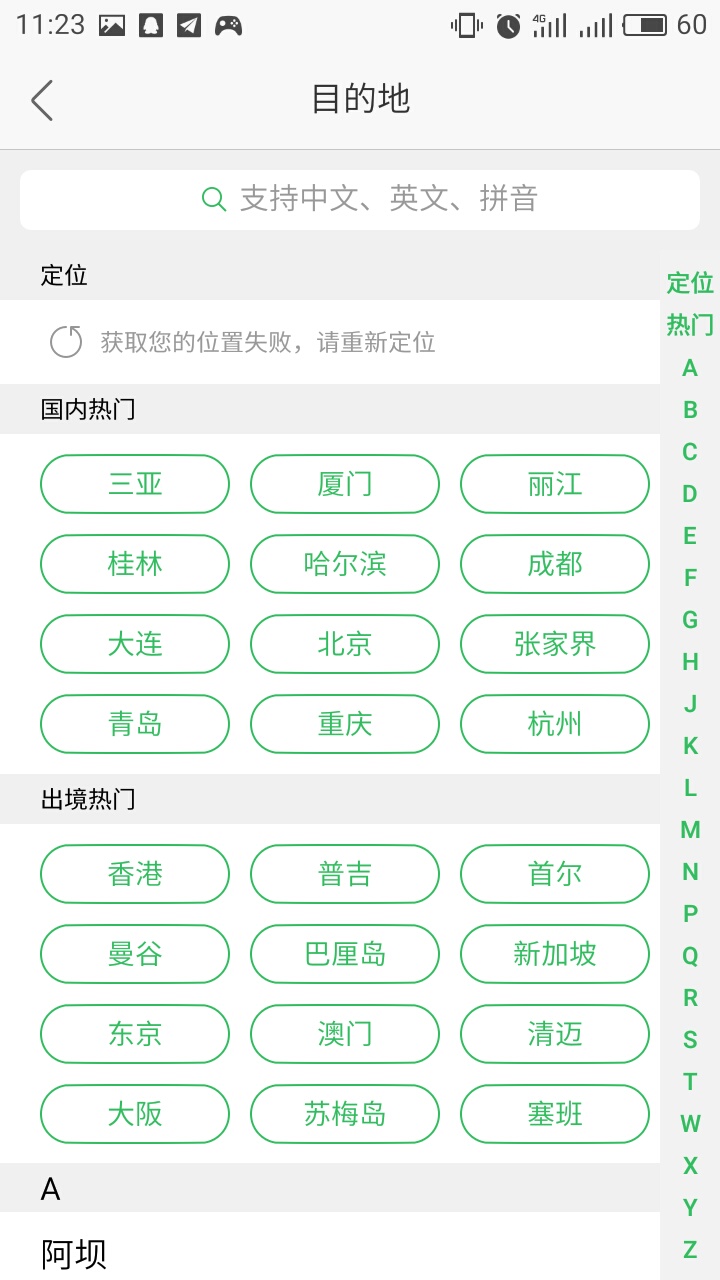 11:23
4G
60
目的地
支持中文、英文、拼音
定位
获取您的位置失败，请重新定位
国内热门
三亚 厦门 丽江
桂林 哈尔滨 成都
大连 北京 张家界
青岛 重庆 杭州
出境热门
香港 普吉 首尔
曼谷 巴厘岛 新加坡
东京 澳门 清迈
大阪 苏梅岛 塞班
A
阿坝
定位
热门
A
B
C
D
E
F
G
H
J
K
L
M
N
P
Q
R
S
T
W
X
Y
Z